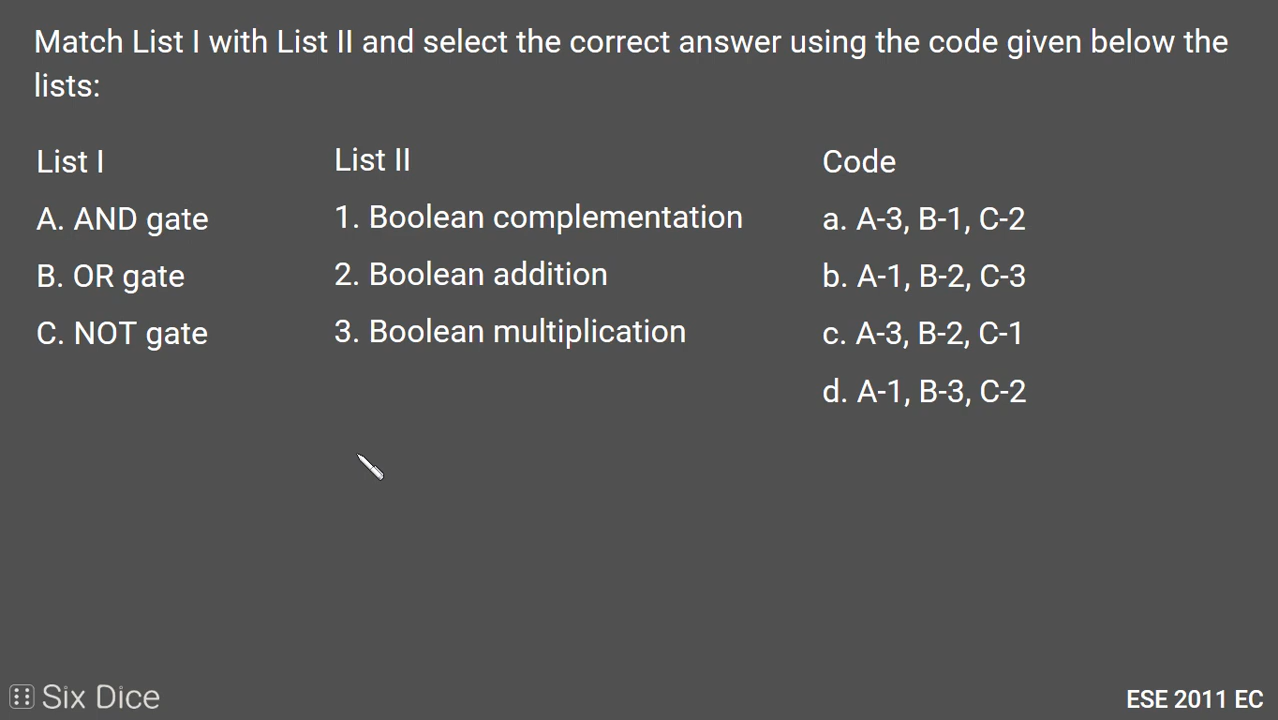 Match List I with List II and select the correct answer using the code given below the
lists:
List I
A. AND gate
B. OR gate
C. NOT gate
List II
1. Boolean complementation
2. Boolean addition
3. Boolean multiplication
Code
a. A-3, B-1, C-2
b. A-1, B-2, C-3
c. A-3, B-2, C-1
d. A-1, B-3, C-2
Six Dice
ESE 2011 EC